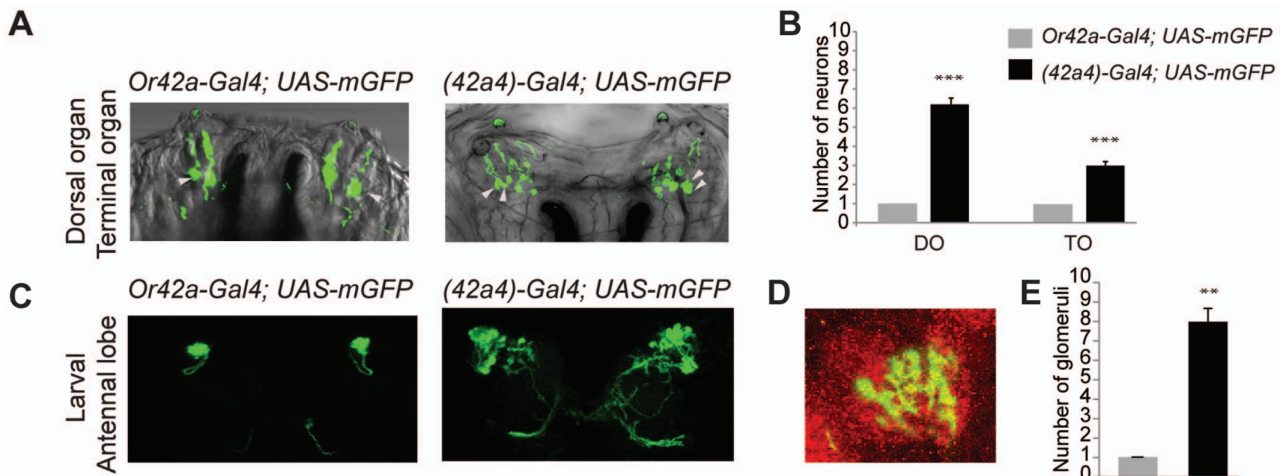 A
Or42a-Gal4; UAS-mGFP
(42a4)-Gal4; UAS-mGFP
Dorsal organ
Terminal organ
B
Number of neurons
10
9
8
7
6
5
4
3
2
1
0
***
***
DO
TO
Or42a-Gal4; UAS-mGFP
(42a4)-Gal4; UAS-mGFP
C
Or42a-Gal4; UAS-mGFP
(42a4)-Gal4; UAS-mGFP
Larval
Antennal lobe
D
E
Number of glomeruli
10
9
8
7
6
5
4
3
2
1
0
**